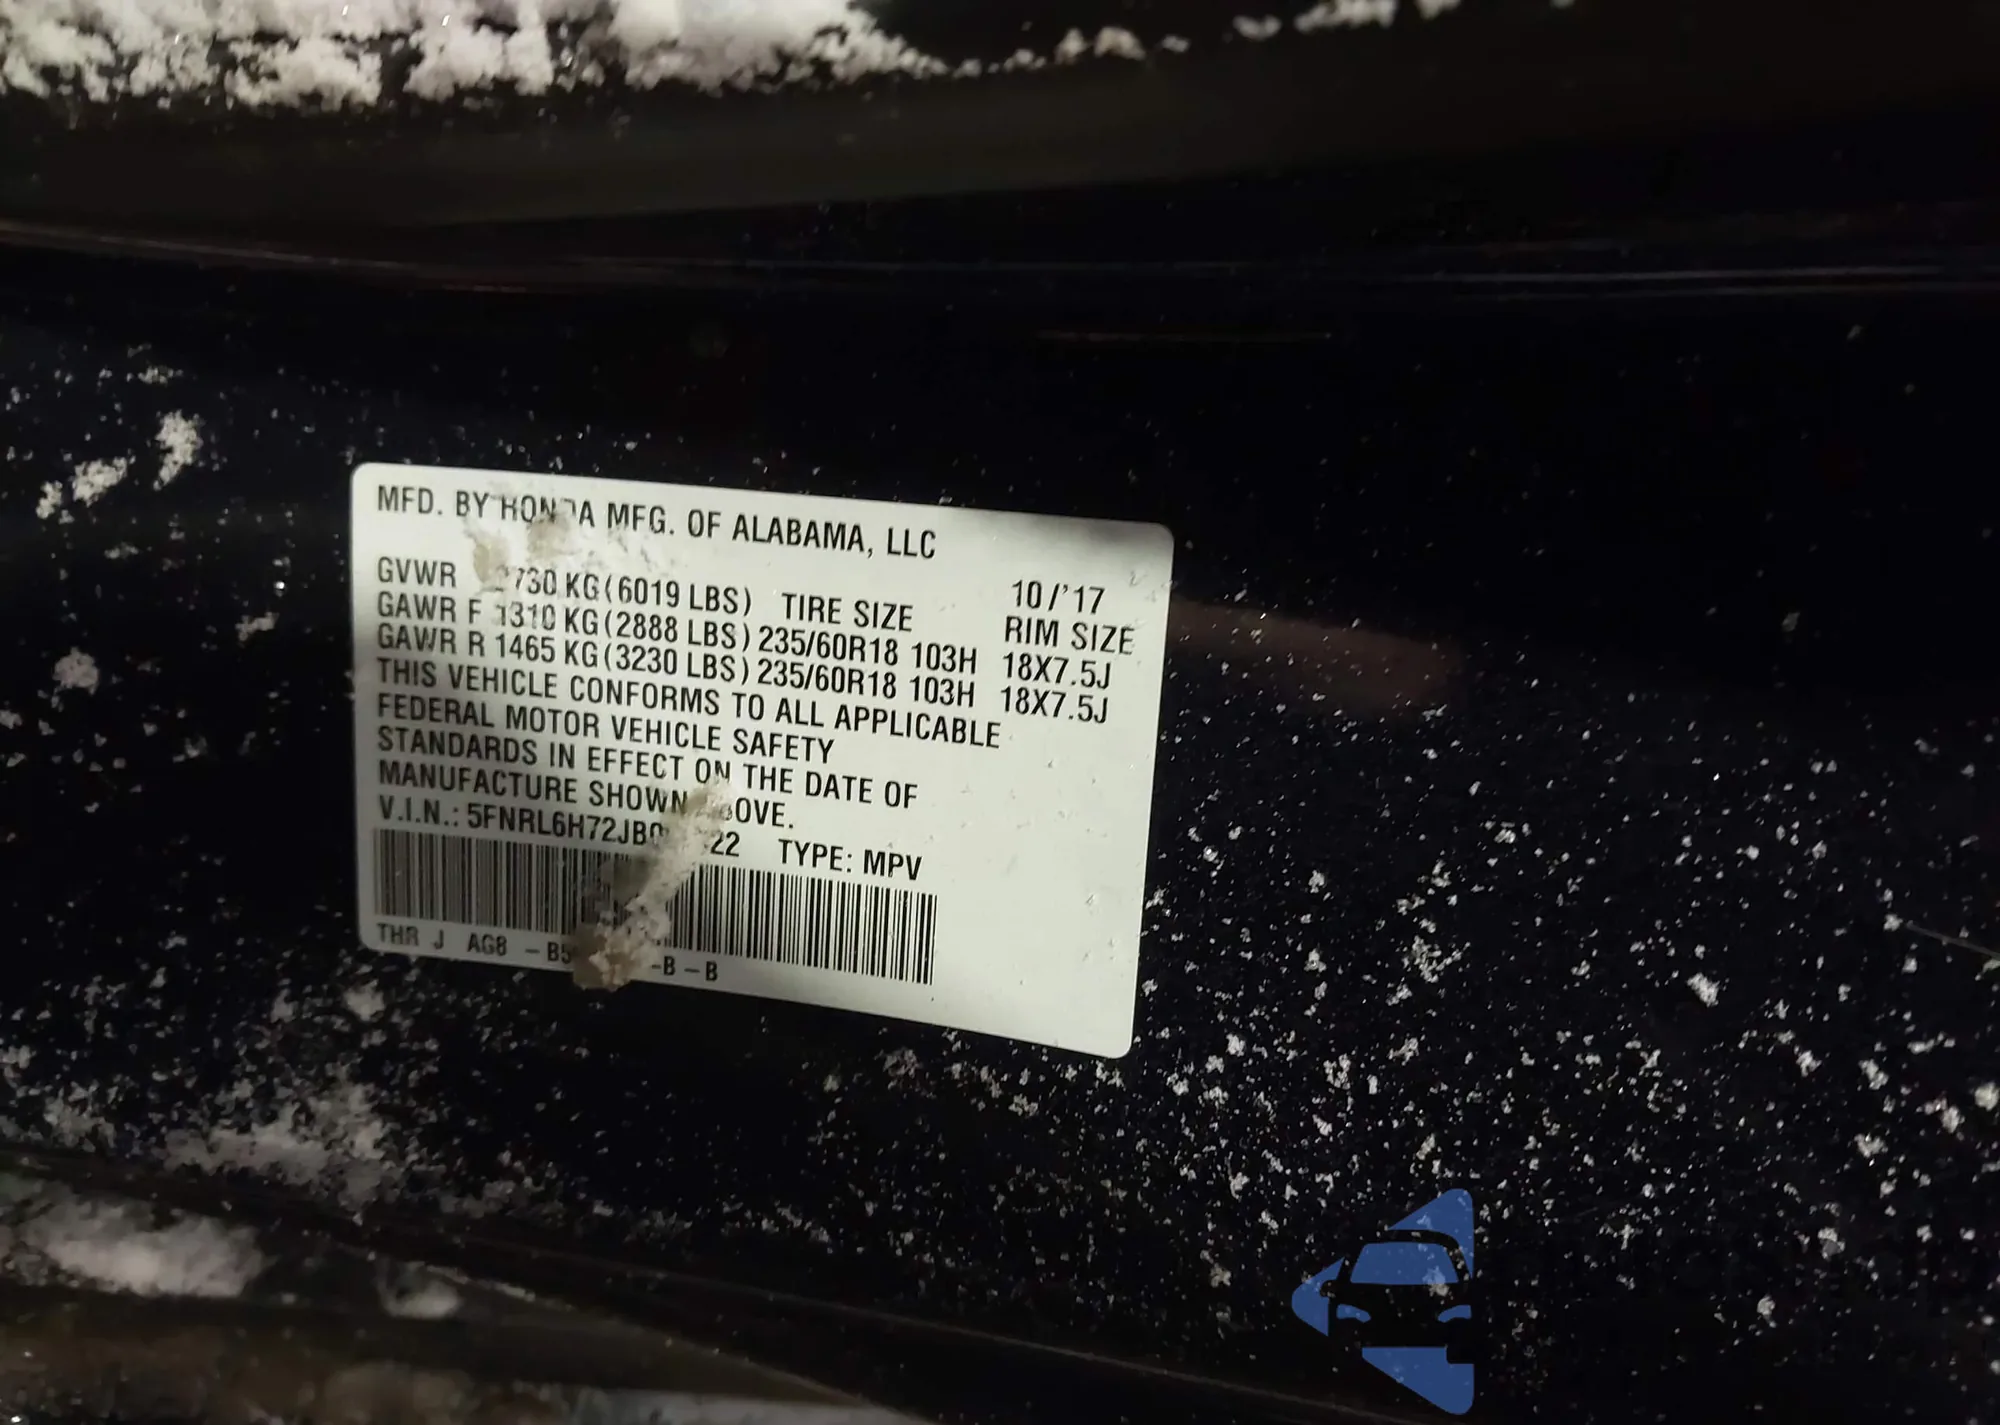 MFD. BY HONDA MFG. OF ALABAMA, LLC
10/'17
GVWR 2730 KG(6019 LBS) TIRE SIZE RIM SIZE
GAWR F 1310 KG(2888 LBS) 235/60R18 103H 18X7.5J
GAWR R 1465 KG(3230 LBS) 235/60R18 103H 18X7.5J
THIS VEHICLE CONFORMS TO ALL APPLICABLE
FEDERAL MOTOR VEHICLE SAFETY
STANDARDS IN EFFECT ON THE DATE OF
MANUFACTURE SHOWN ABOVE.
V.I.N.: TYPE: MPV
THR J AG8 -B-B